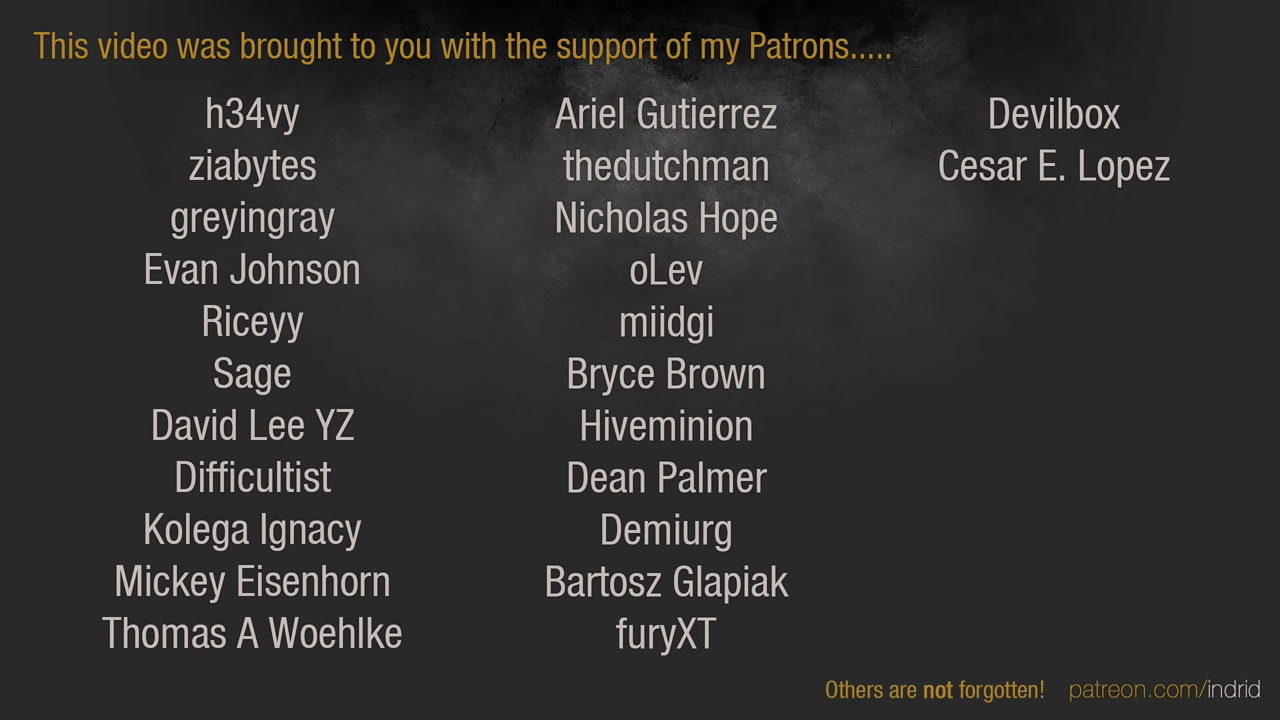 This video was brought to you with the support of my Patrons.....
h34vy
ziabytes
greyingray
Evan Johnson
Riceyy
Sage
David Lee YZ
Difficultist
Kolega Ignacy
Mickey Eisenhorn
Thomas A Woehlke
Ariel Gutierrez
thedutchman
Nicholas Hope
oLev
miidgi
Bryce Brown
Hiveminion
Dean Palmer
Demiurg
Bartosz Glapiak
furyXT
Devilbox
Cesar E. Lopez
Others are not forgotten! patreon.com/indrid